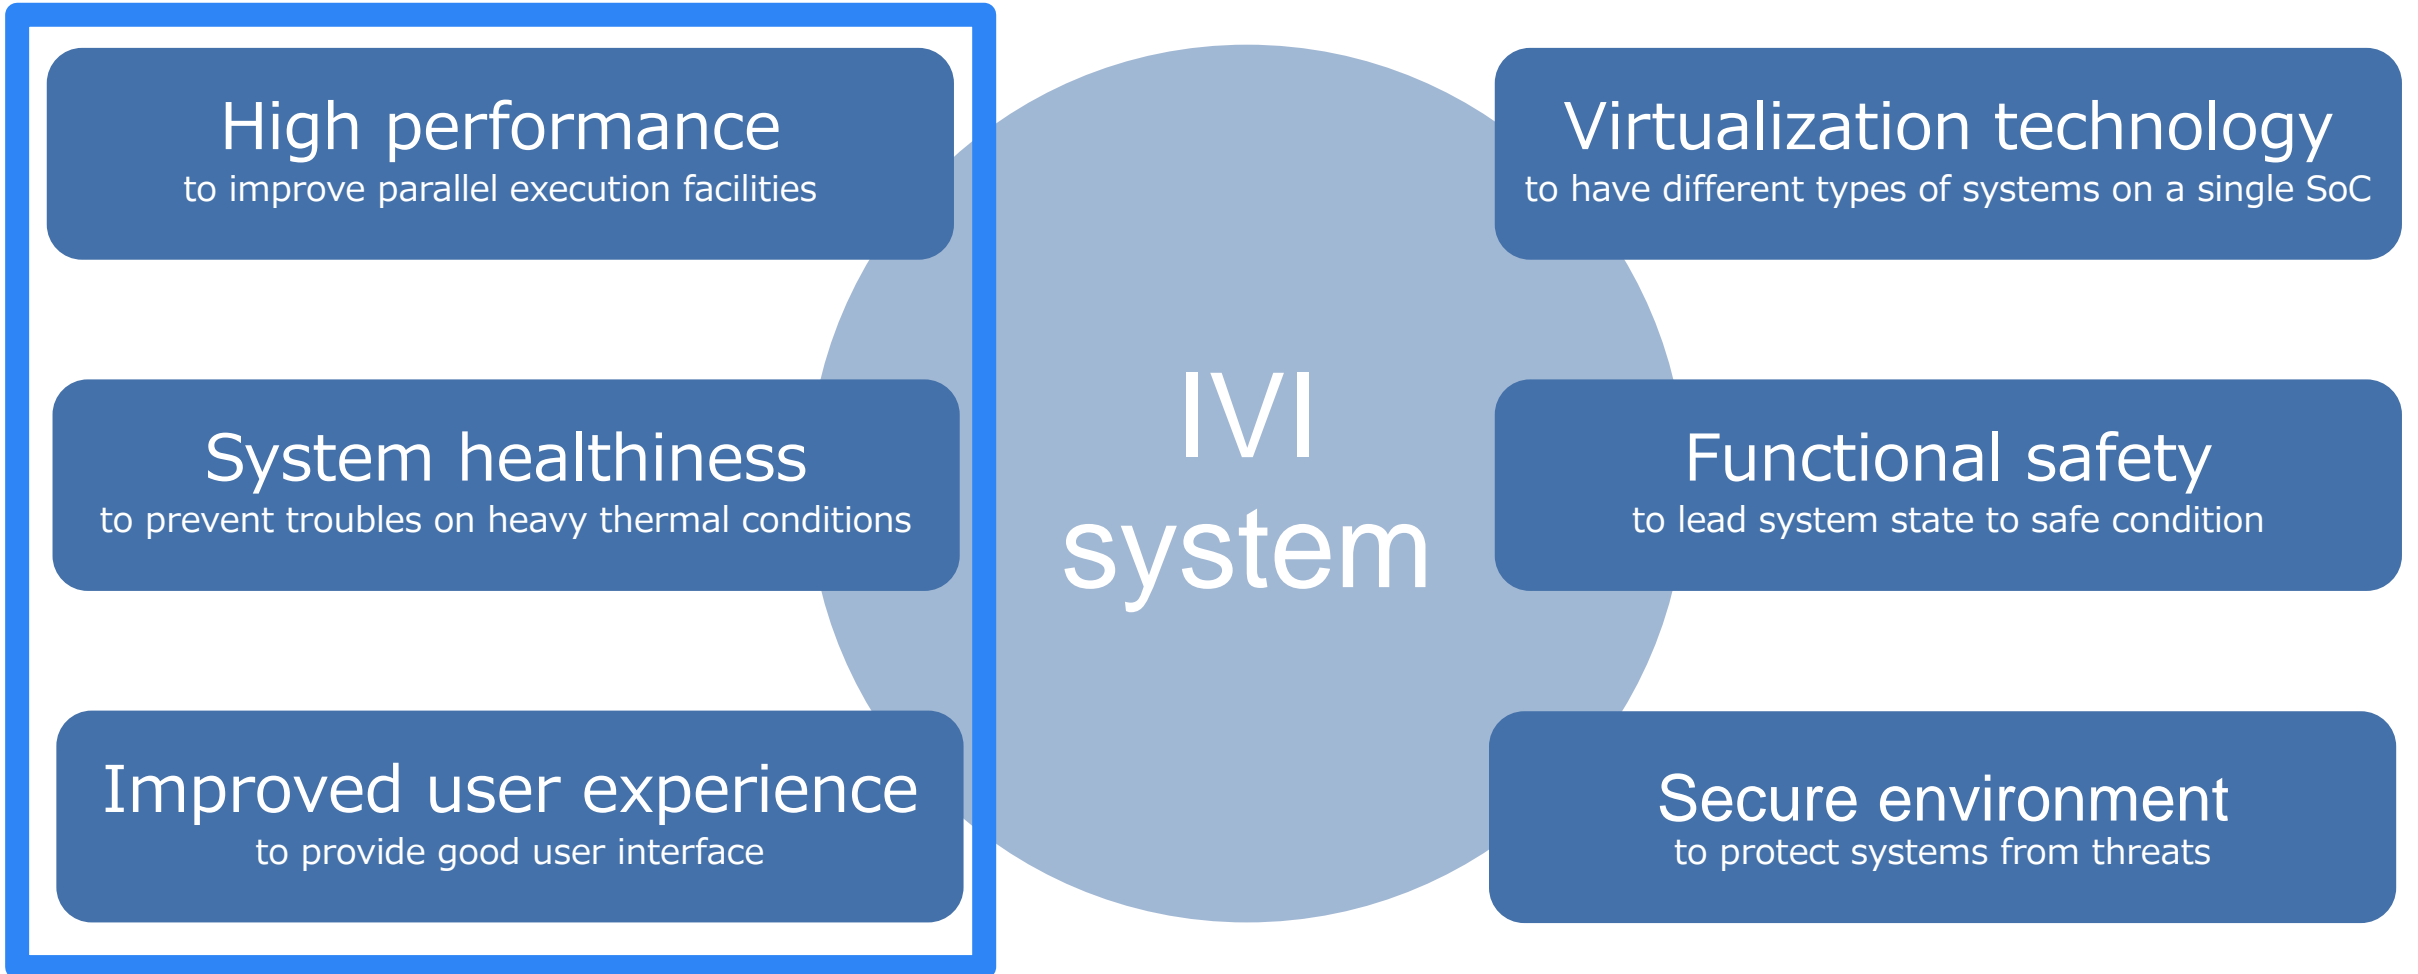 High performance
to improve parallel execution facilities
System healthiness
to prevent troubles on heavy thermal conditions
Improved user experience
to provide good user interface
IVI
system
Virtualization technology
to have different types of systems on a single SoC
Functional safety
to lead system state to safe condition
Secure environment
to protect systems from threats